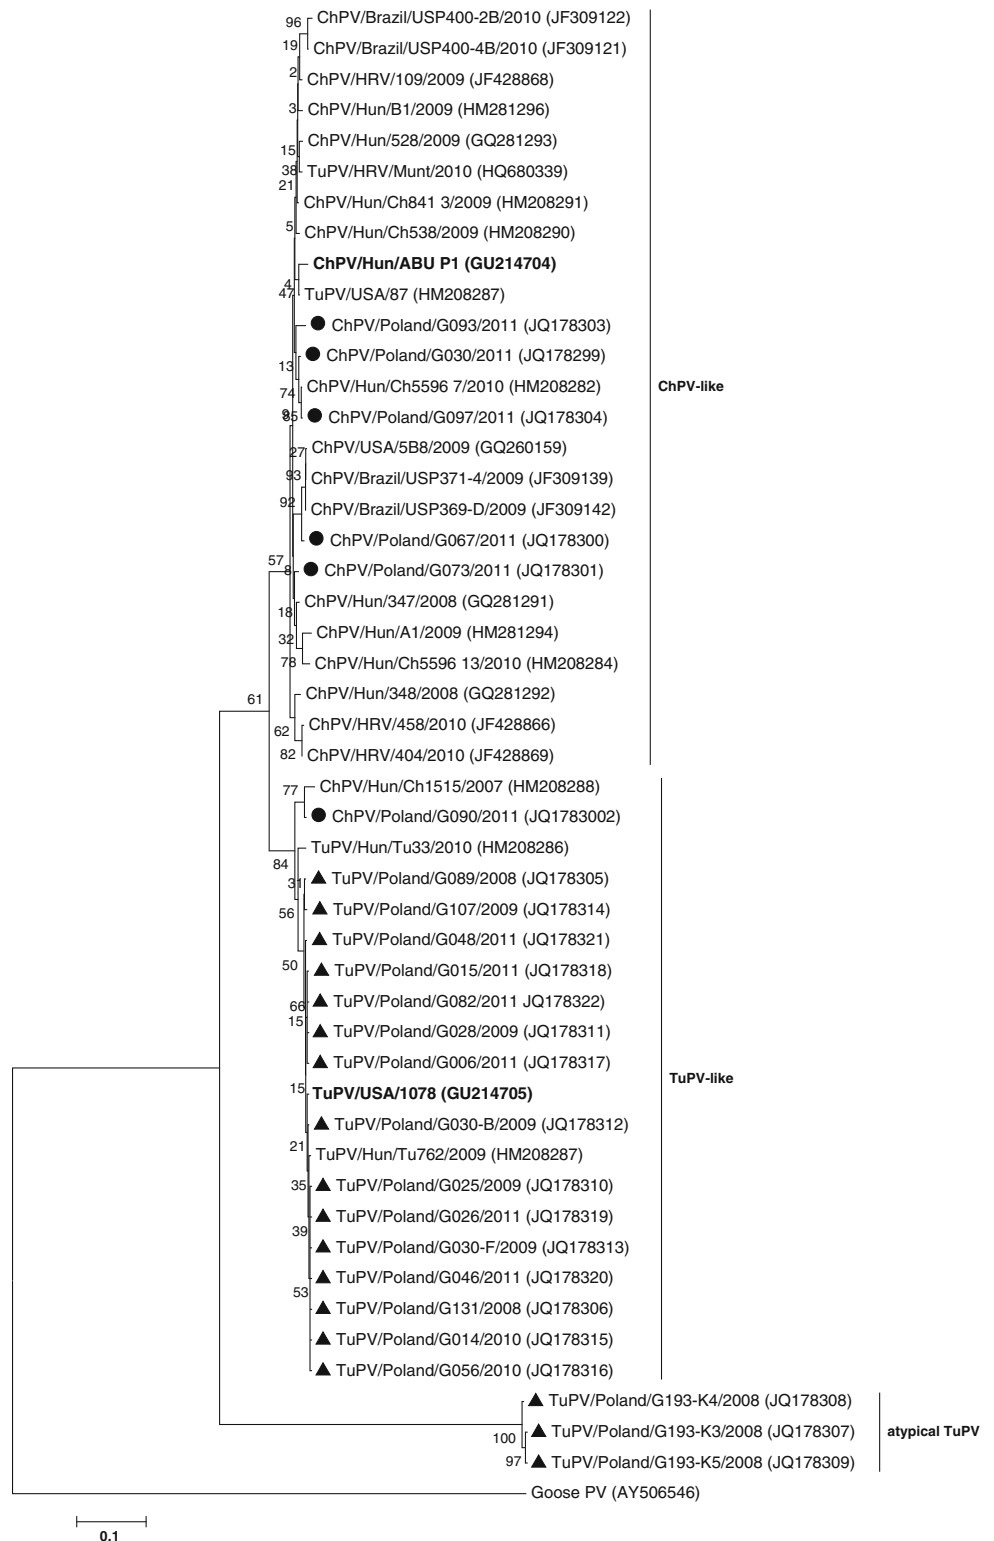 96
ChPV/Brazil/USP400-2B/2010 (JF309122)
19
ChPV/Brazil/USP400-4B/2010 (JF309121)
2
ChPV/HRV/109/2009 (JF428868)
3
ChPV/Hun/B1/2009 (HM281296)
15
ChPV/Hun/528/2009 (GQ281293)
38
TuPV/HRV/Munt/2010 (HQ680339)
21
ChPV/Hun/Ch841 3/2009 (HM208291)
5
ChPV/Hun/Ch538/2009 (HM208290)
ChPV/Hun/ABU P1 (GU214704)
4
47
TuPV/USA/87 (HM208287)
ChPV/Poland/G093/2011 (JQ178303)
ChPV/Poland/G030/2011 (JQ178299)
13
ChPV/Hun/Ch5596 7/2010 (HM208282)
ChPV-like
74
9
85
ChPV/Poland/G097/2011 (JQ178304)
27
ChPV/USA/5B8/2009 (GQ260159)
93
ChPV/Brazil/USP371-4/2009 (JF309139)
92
ChPV/Brazil/USP369-D/2009 (JF309142)
ChPV/Poland/G067/2011 (JQ178300)
57
8
ChPV/Poland/G073/2011 (JQ178301)
18
ChPV/Hun/347/2008 (GQ281291)
32
ChPV/Hun/A1/2009 (HM281294)
78
ChPV/Hun/Ch5596 13/2010 (HM208284)
61
ChPV/Hun/348/2008 (GQ281292)
62
ChPV/HRV/458/2010 (JF428866)
82
ChPV/HRV/404/2010 (JF428869)
77
ChPV/Hun/Ch1515/2007 (HM208288)
ChPV/Poland/G090/2011 (JQ1783002)
TuPV/Hun/Tu33/2010 (HM208286)
84
31
TuPV/Poland/G089/2008 (JQ178305)
56
TuPV/Poland/G107/2009 (JQ178314)
TuPV/Poland/G048/2011 (JQ178321)
50
TuPV/Poland/G015/2011 (JQ178318)
66
TuPV/Poland/G082/2011 JQ178322)
15
TuPV/Poland/G028/2009 (JQ178311)
TuPV/Poland/G006/2011 (JQ178317)
TuPV-like
15
TuPV/USA/1078 (GU214705)
TuPV/Poland/G030-B/2009 (JQ178312)
21
TuPV/Hun/Tu762/2009 (HM208287)
35
TuPV/Poland/G025/2009 (JQ178310)
TuPV/Poland/G026/2011 (JQ178319)
39
TuPV/Poland/G030-F/2009 (JQ178313)
TuPV/Poland/G046/2011 (JQ178320)
53
TuPV/Poland/G131/2008 (JQ178306)
TuPV/Poland/G014/2010 (JQ178315)
TuPV/Poland/G056/2010 (JQ178316)
TuPV/Poland/G193-K4/2008 (JQ178308)
100
TuPV/Poland/G193-K3/2008 (JQ178307)
atypical TuPV
97
TuPV/Poland/G193-K5/2008 (JQ178309)
Goose PV (AY506546)
0.1